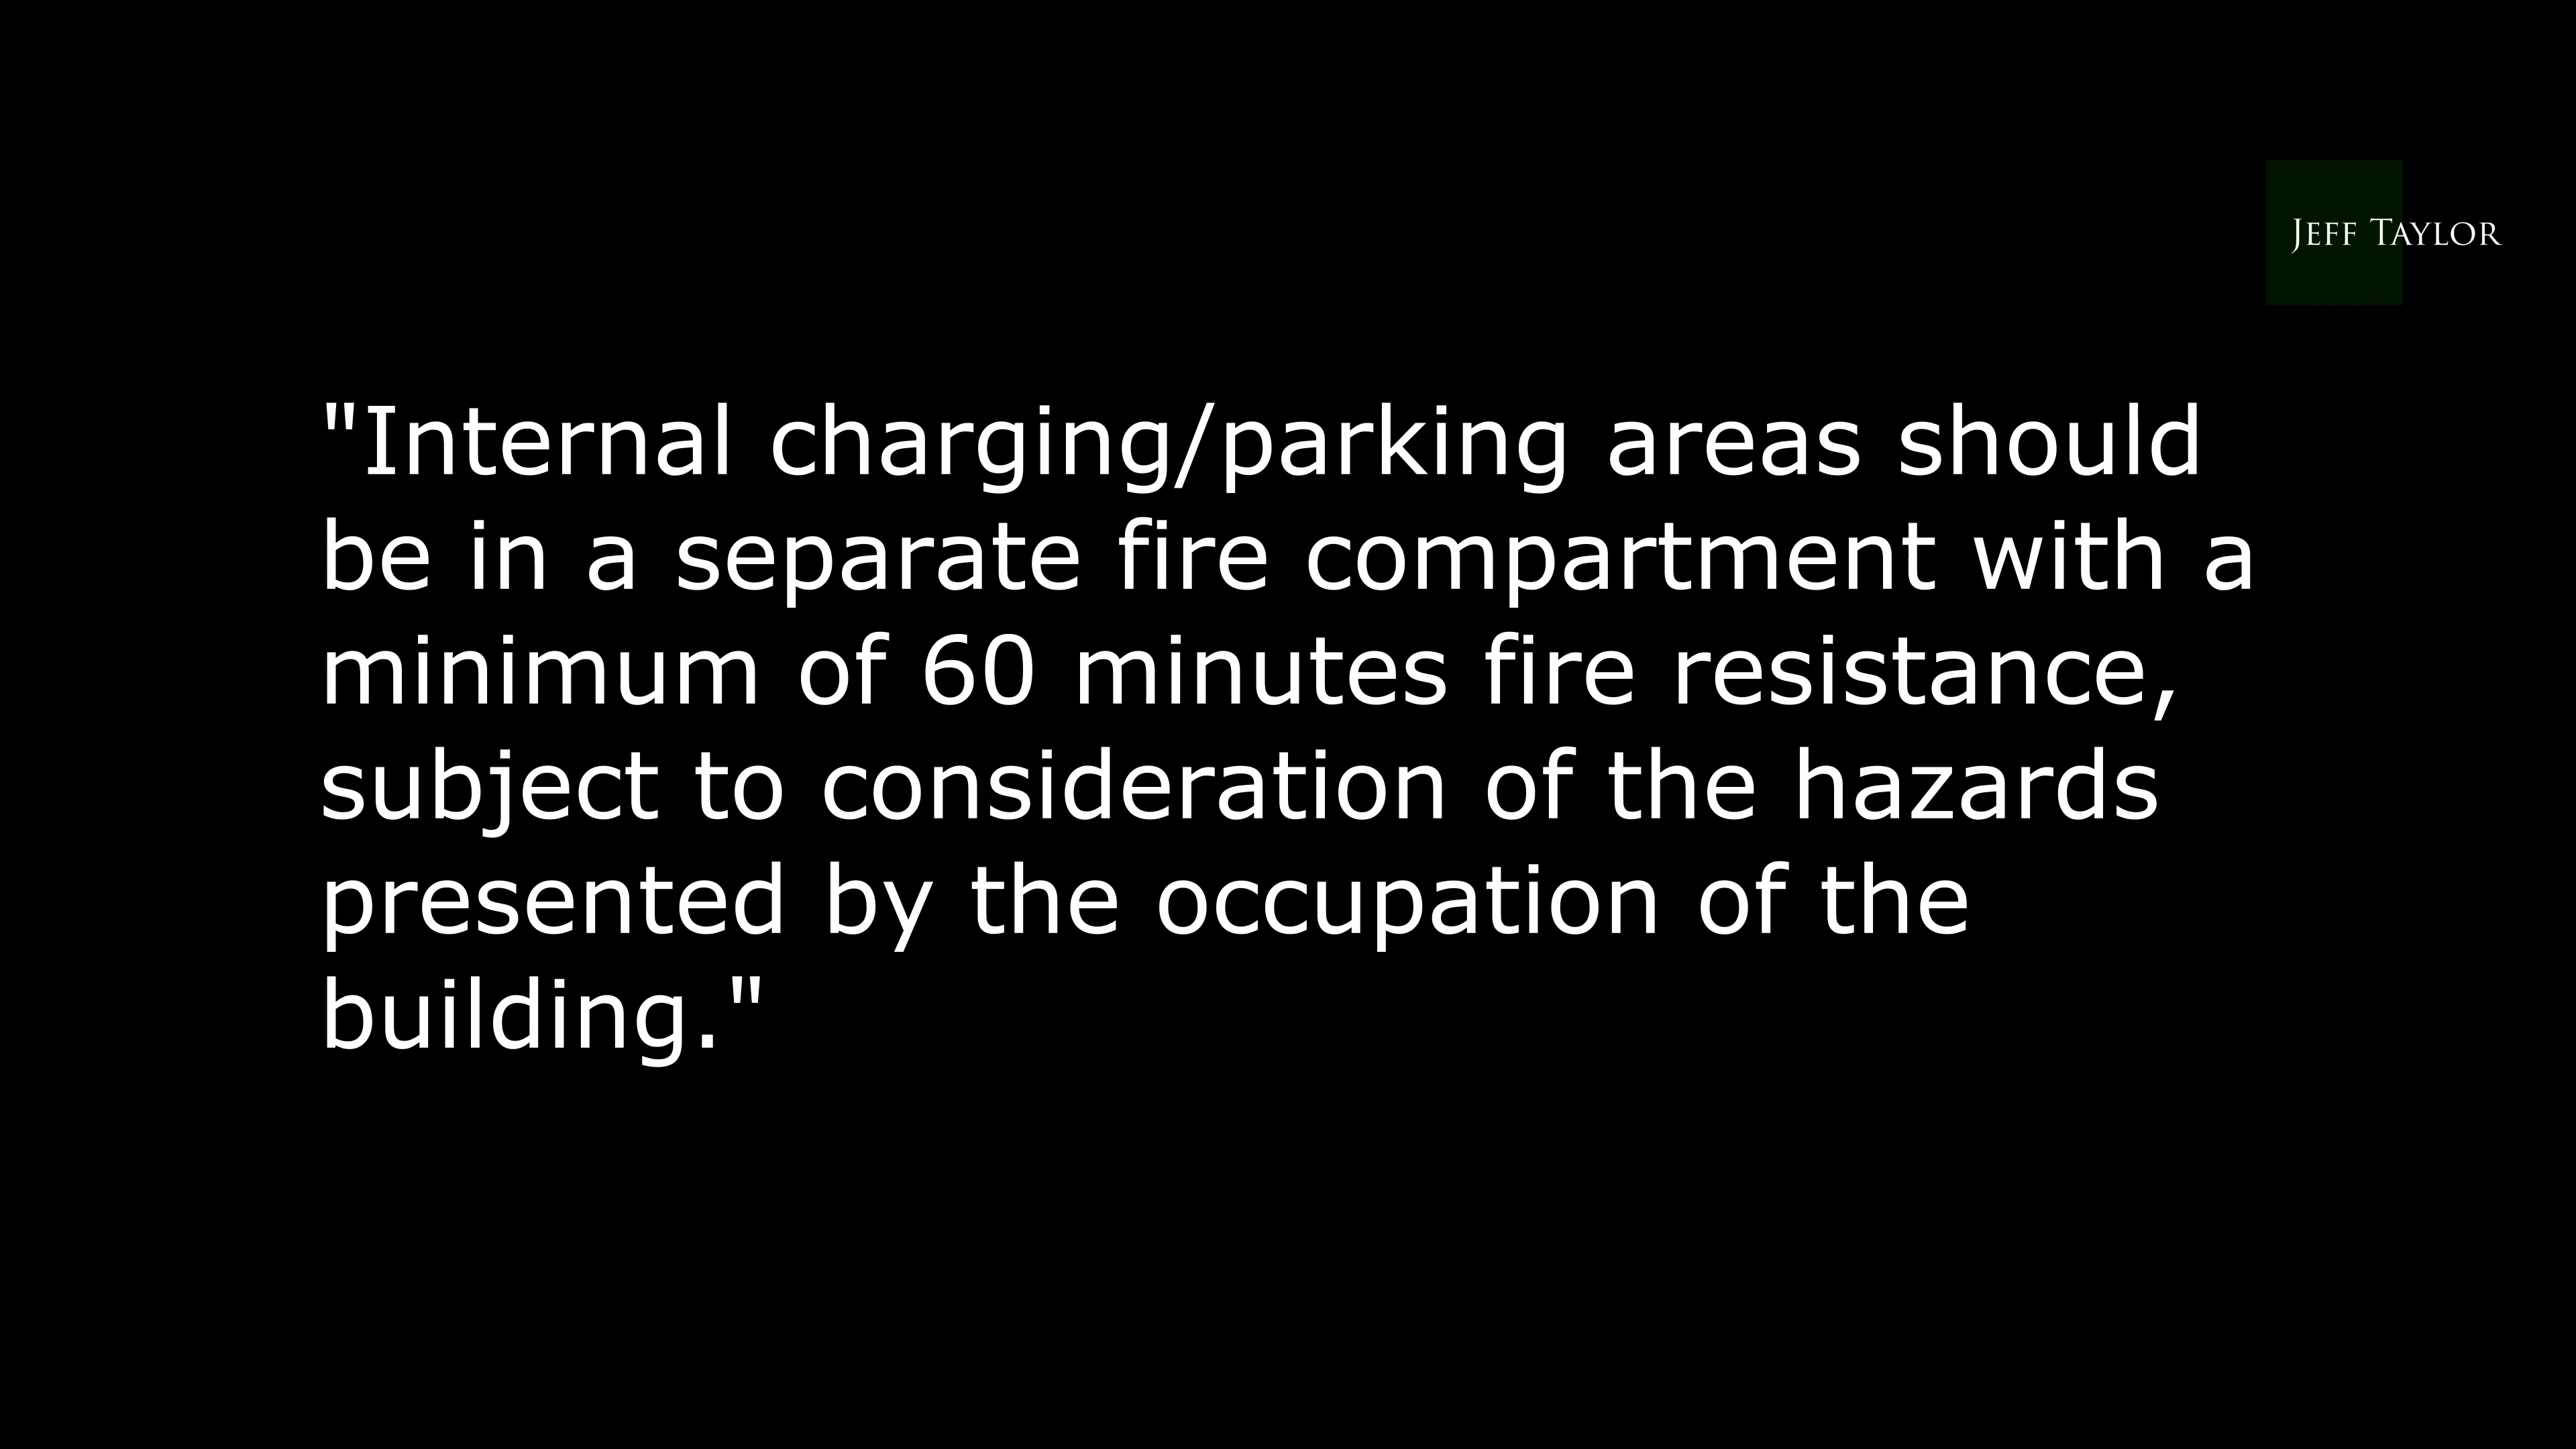 JEFF TAYLOR
"Internal charging/parking areas should
be in a separate fire compartment with a
minimum of 60 minutes fire resistance,
subject to consideration of the hazards
presented by the occupation of the
building."